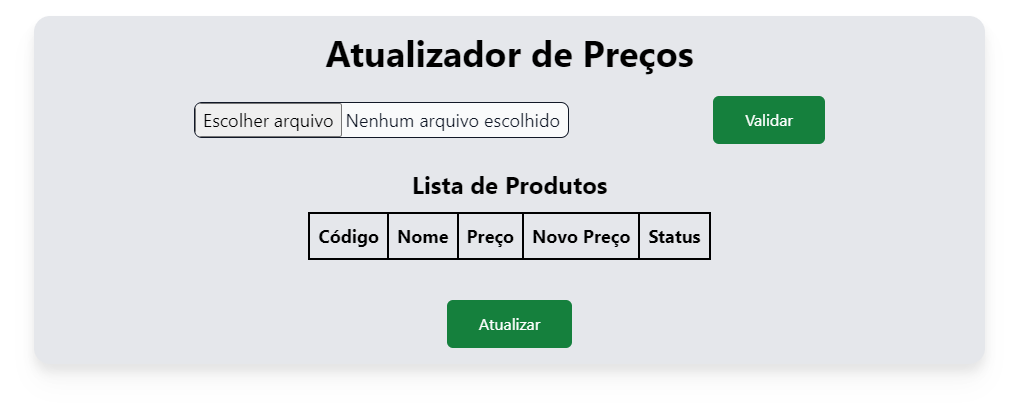 Atualizador de Preços
Escolher arquivo Nenhum arquivo escolhido Validar
Lista de Produtos
Código Nome Preço Novo Preço Status
Atualizar